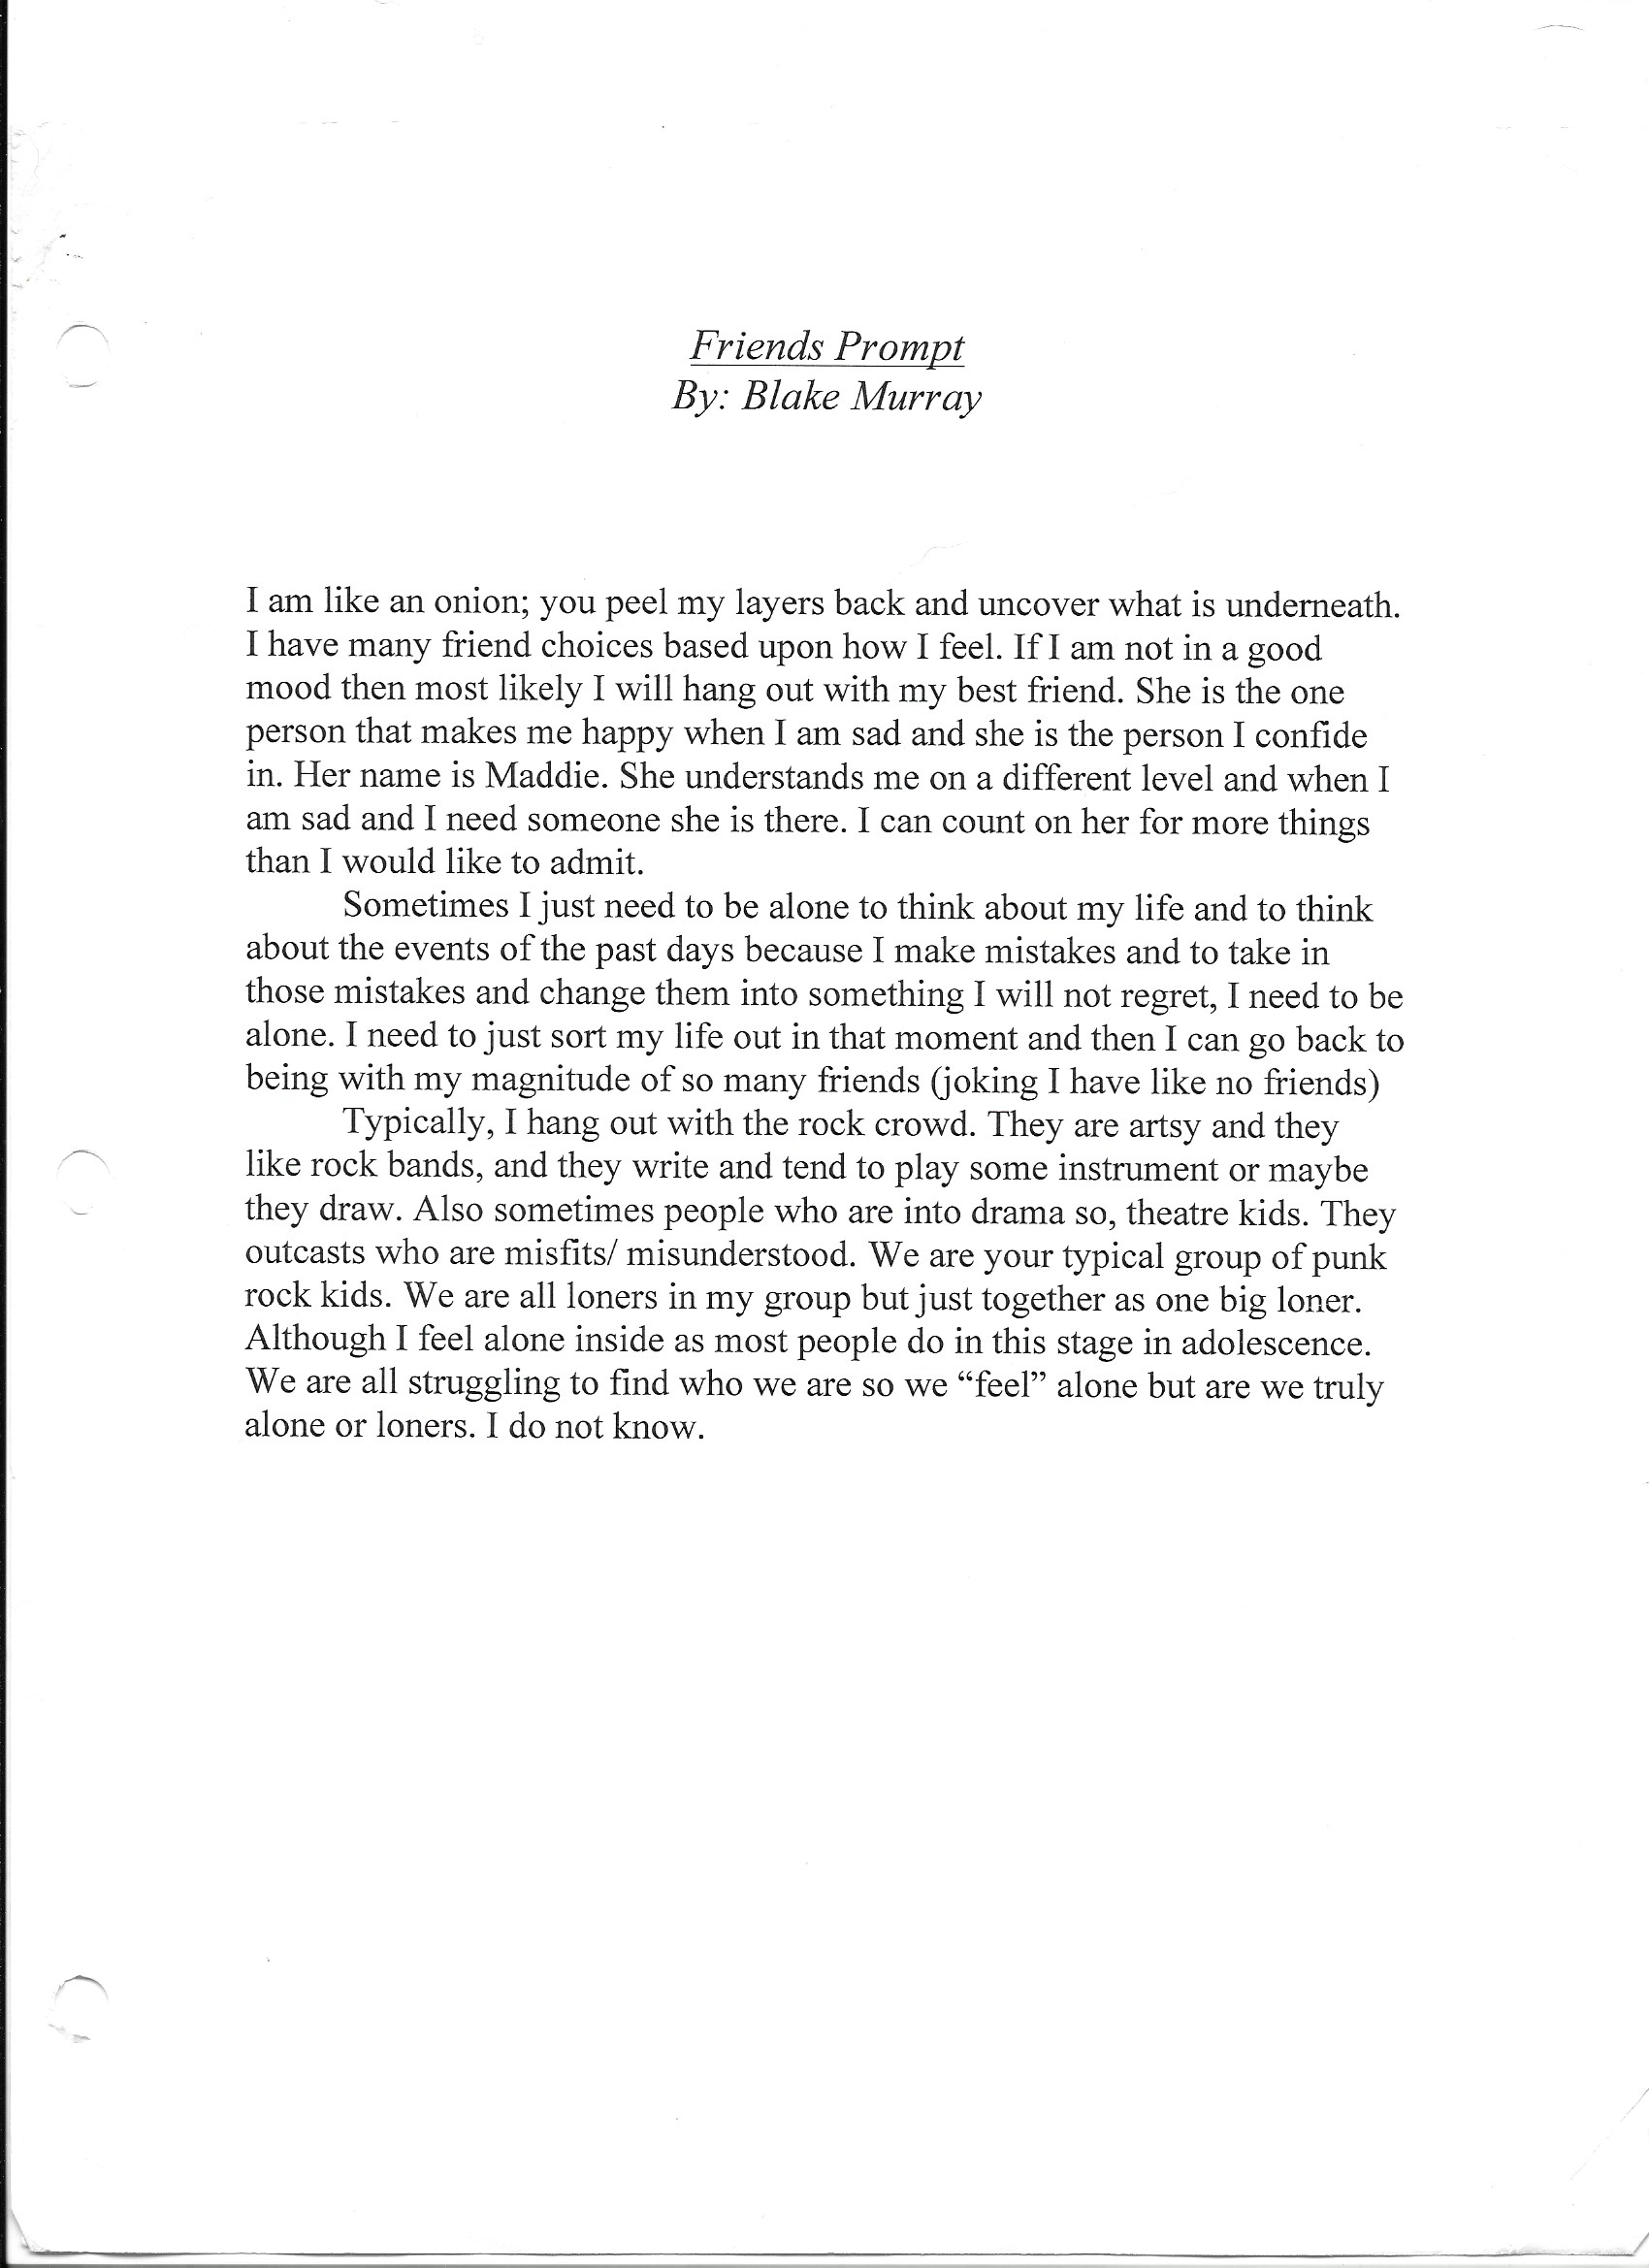 Friends Prompt
By: Blake Murray
I am like an onion; you peel my layers back and uncover what is underneath.
I have many friend choices based upon how I feel. If I am not in a good
mood then most likely I will hang out with my best friend. She is the one
person that makes me happy when I am sad and she is the person I confide
in. Her name is Maddie. She understands me on a different level and when I
am sad and I need someone she is there. I can count on her for more things
than I would like to admit.
Sometimes I just need to be alone to think about my life and to think
about the events of the past days because I make mistakes and to take in
those mistakes and change them into something I will not regret, I need to be
alone. I need to just sort my life out in that moment and then I can go back to
being with my magnitude of so many friends (joking I have like no friends)
Typically, I hang out with the rock crowd. They are artsy and they
like rock bands, and they write and tend to play some instrument or maybe
they draw. Also sometimes people who are into drama so, theatre kids. They
outcasts who are misfits/ misunderstood. We are your typical group of punk
rock kids. We are all loners in my group but just together as one big loner.
Although I feel alone inside as most people do in this stage in adolescence.
We are all struggling to find who we are so we “feel” alone but are we truly
alone or loners. I do not know.